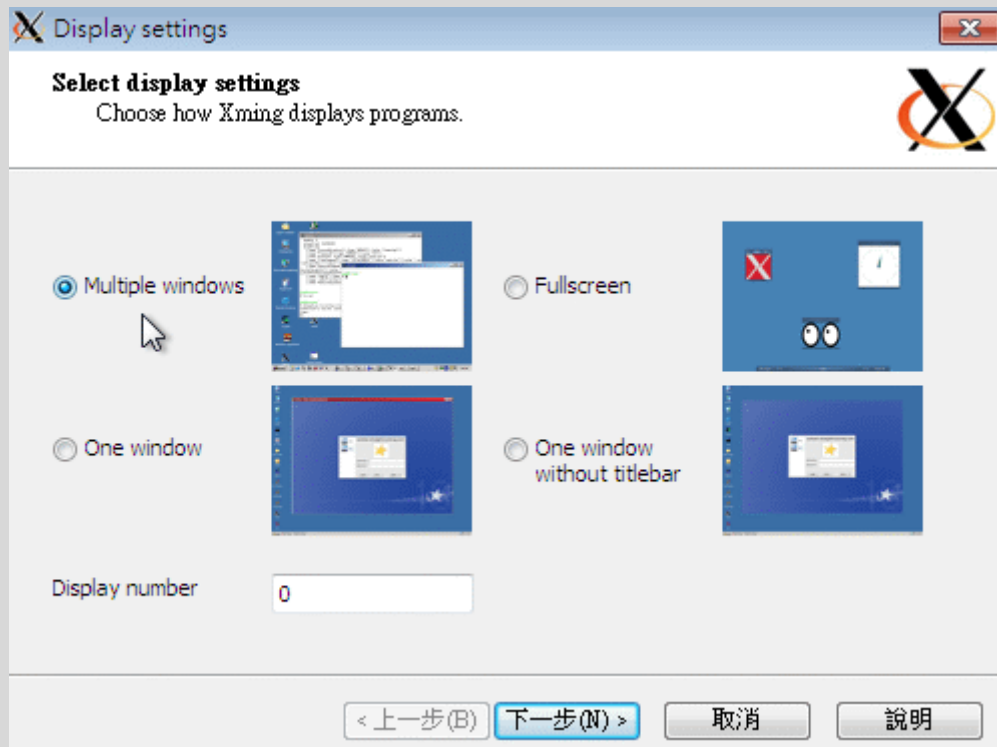 Display settings
Select display settings
Choose how Xming displays programs.
Multiple windows
Fullscreen
One window
One window
without titlebar
Display number
0
<上一步(B)
下一步(N) >
取消
說明